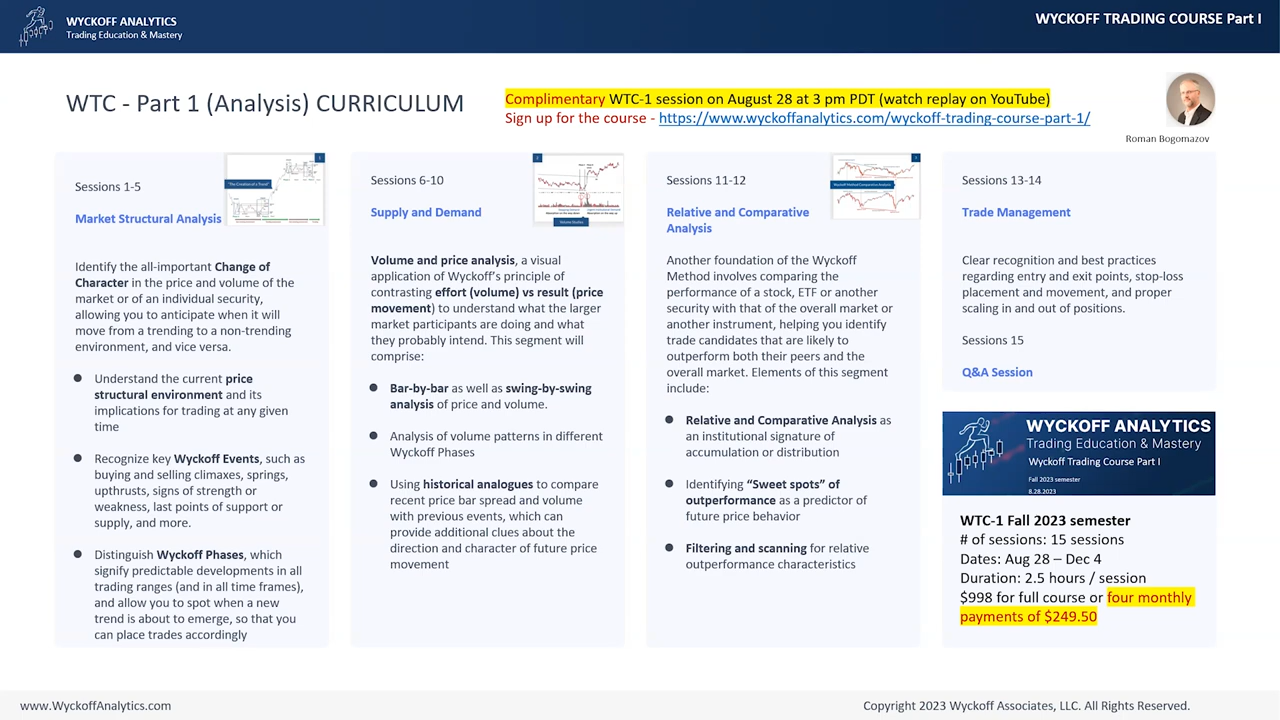 WYCKOFF ANALYTICS
Trading Education & Mastery
WYCKOFF TRADING COURSE Part I
WTC - Part 1 (Analysis) CURRICULUM
Complimentary WTC-1 session on August 28 at 3 pm PDT (watch replay on YouTube)
Sign up for the course - https://www.wyckoffanalytics.com/wyckoff-trading-course-part-1/
Roman Bogomazov
Sessions 1-5
Market Structural Analysis
Identify the all-important Change of
Character in the price and volume of the
market or of an individual security,
allowing you to anticipate when it will
move from a trending to a non-trending
environment, and vice versa.
● Understand the current price
structural environment and its
implications for trading at any given
time
● Recognize key Wyckoff Events, such as
buying and selling climaxes, springs,
upthrusts, signs of strength or
weakness, last points of support or
supply, and more.
● Distinguish Wyckoff Phases, which
signify predictable developments in all
trading ranges (and in all time frames),
and allow you to spot when a new
trend is about to emerge, so that you
can place trades accordingly
Sessions 6-10
Supply and Demand
Volume Studies
Volume and price analysis, a visual
application of Wyckoff's principle of
contrasting effort (volume) vs result (price
movement) to understand what the larger
market participants are doing and what
they probably intend. This segment will
comprise:
● Bar-by-bar as well as swing-by-swing
analysis of price and volume.
● Analysis of volume patterns in different
Wyckoff Phases
● Using historical analogues to compare
recent price bar spread and volume
with previous events, which can
provide additional clues about the
direction and character of future price
movement
Sessions 11-12
Relative and Comparative
Analysis
Wyckoff Method Comparative Analysis
Another foundation of the Wyckoff
Method involves comparing the
performance of a stock, ETF or another
security with that of the overall market or
another instrument, helping you identify
trade candidates that are likely to
outperform both their peers and the
overall market. Elements of this segment
include:
● Relative and Comparative Analysis as
an institutional signature of
accumulation or distribution
● Identifying “Sweet spots” of
outperformance as a predictor of
future price behavior
● Filtering and scanning for relative
outperformance characteristics
Sessions 13-14
Trade Management
Clear recognition and best practices
regarding entry and exit points, stop-loss
placement and movement, and proper
scaling in and out of positions.
Sessions 15
Q&A Session
WYCKOFF ANALYTICS
Trading Education & Mastery
Wyckoff Trading Course Part I
Fall 2023 semester
8.28.2023
WTC-1 Fall 2023 semester
# of sessions: 15 sessions
Dates: Aug 28 – Dec 4
Duration: 2.5 hours / session
$998 for full course or four monthly
payments of $249.50
www.WyckoffAnalytics.com
Copyright 2023 Wyckoff Associates, LLC. All Rights Reserved.